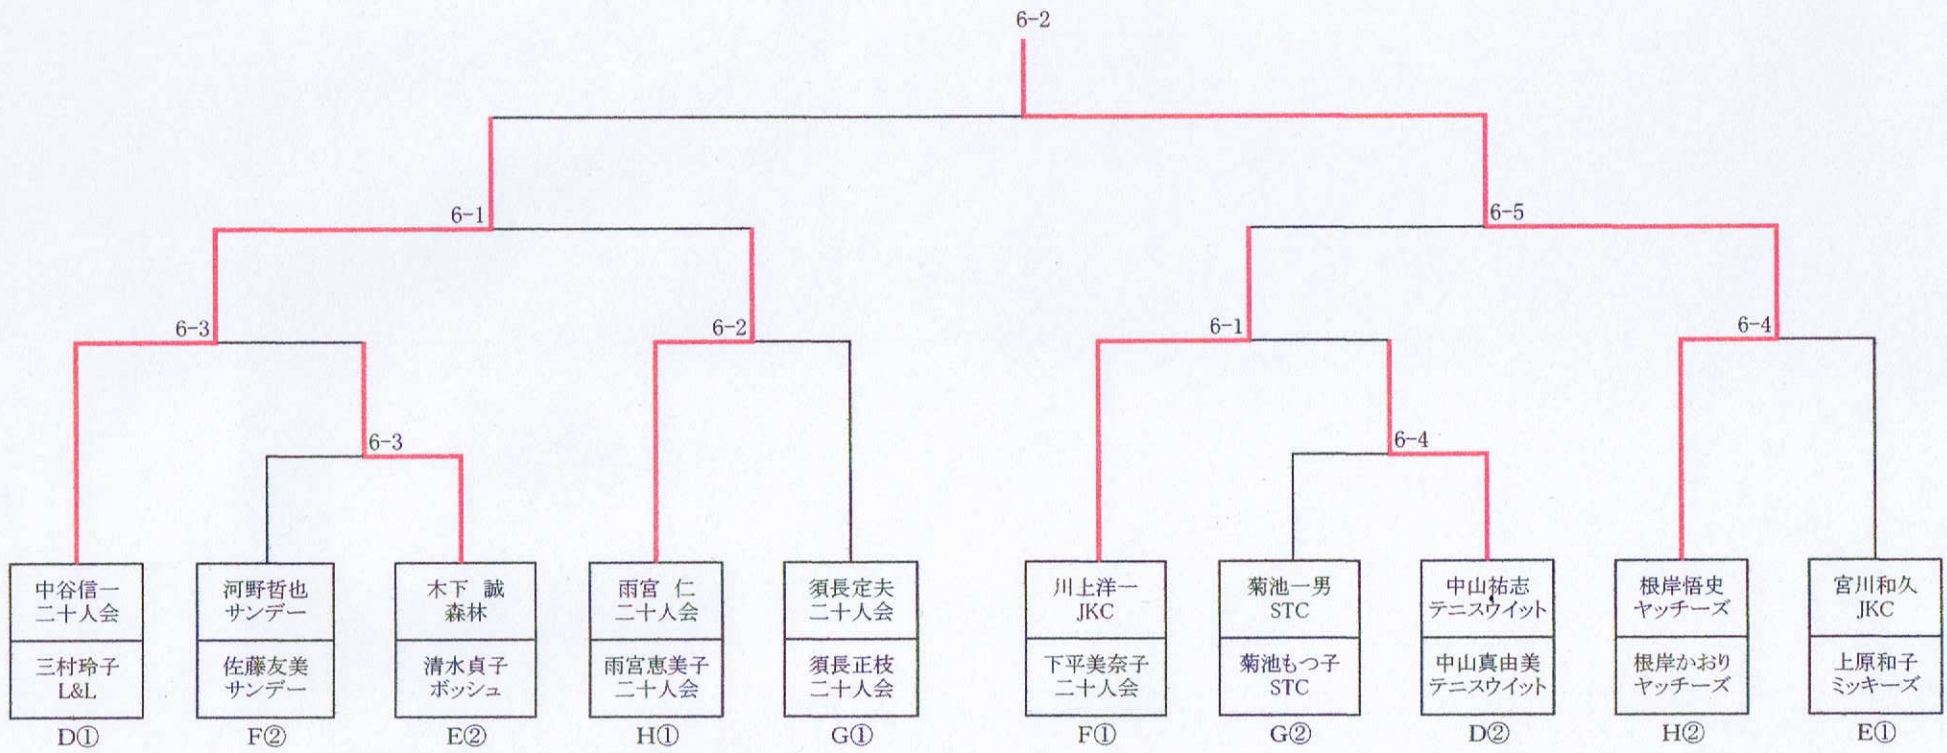 6-2
6-1
6-5
6-3
6-2
6-1
6-4
6-3
6-4
中谷信一
二十人会
三村玲子
L&L
D①
河野哲也
サンデー
佐藤友美
サンデー
F②
木下　誠
森林
清水貞子
ボッシュ
E②
雨宮　仁
二十人会
雨宮恵美子
二十人会
H①
須長定夫
二十人会
須長正枝
二十人会
G①
川上洋一
JKC
下平美奈子
二十人会
F①
菊池一男
STC
菊池もつ子
STC
G②
中山祐志
テニスウイット
中山真由美
テニスウイット
D②
根岸悟史
ヤッチーズ
根岸かおり
ヤッチーズ
H②
宮川和久
JKC
上原和子
ミッキーズ
E①